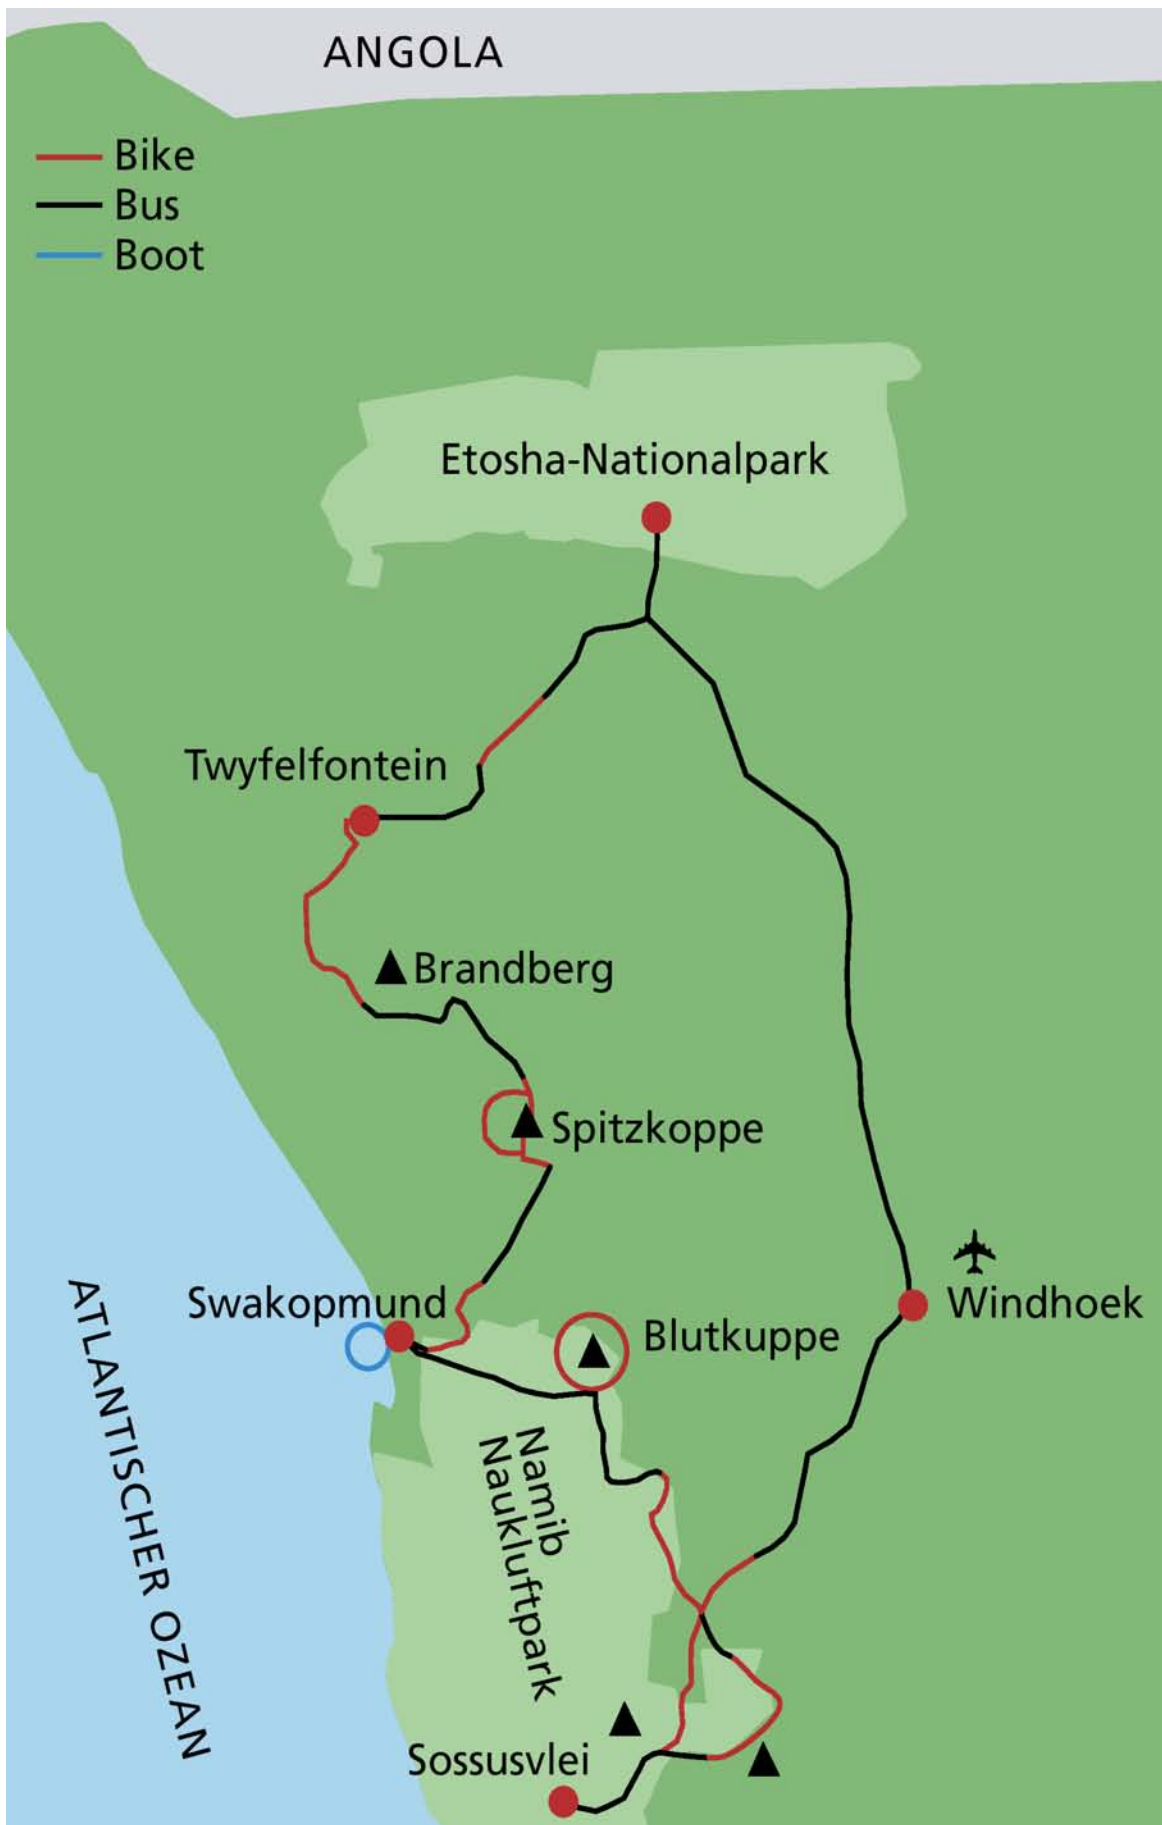 ANGOLA
Bike
Bus
Boot
Etosha-Nationalpark
Twyfelfontein
Brandberg
Spitzkoppe
Swakopmund
Windhoek
Blutkuppe
ATLANTISCHER OZEAN
Namib
Naukluftpark
Sossusvlei